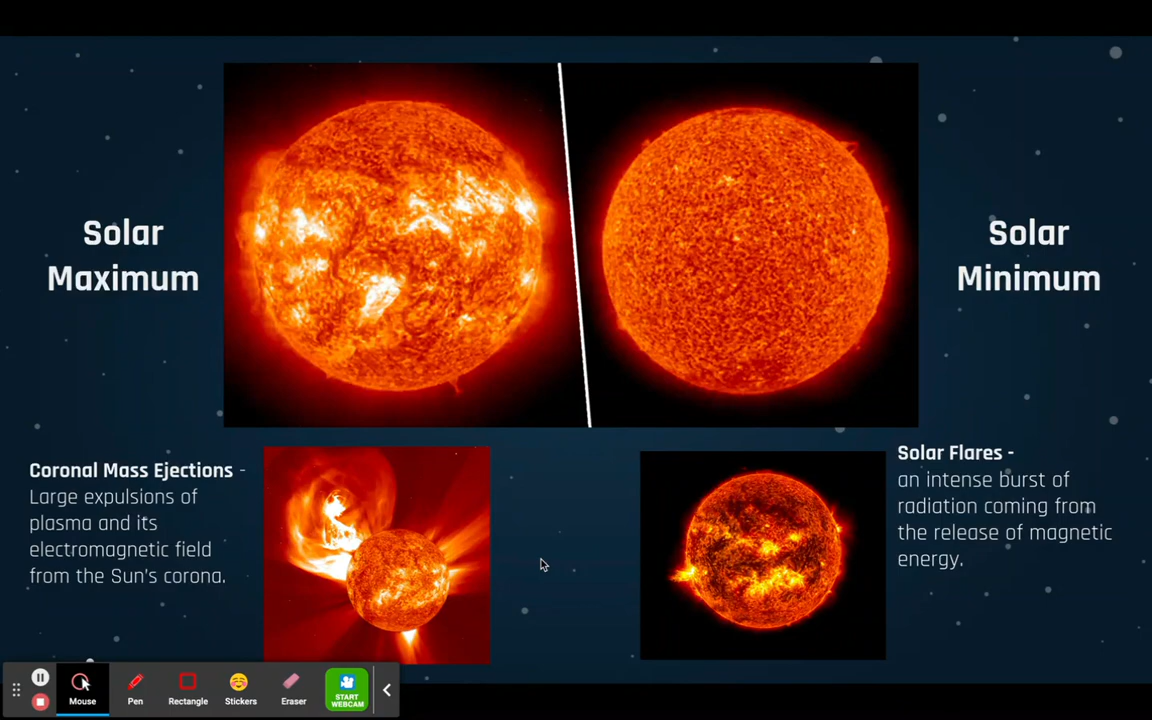 Solar
Maximum
Solar
Minimum
Coronal Mass Ejections -
Large expulsions of
plasma and its
electromagnetic field
from the Sun's corona.
Solar Flares -
an intense burst of
radiation coming from
the release of magnetic
energy.
Mouse
Pen
Rectangle
Stickers
Eraser
START
WEBCAM